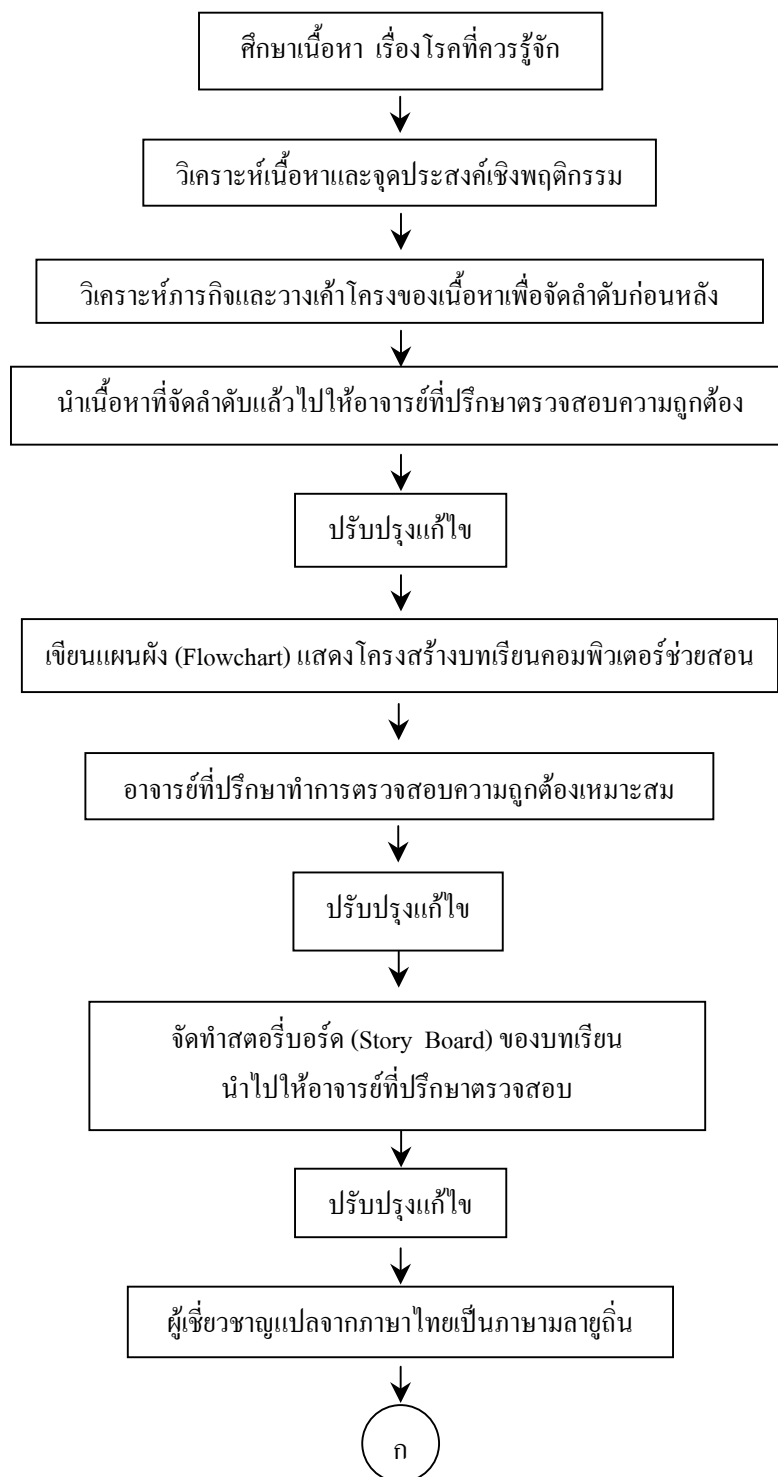 ศึกษาเนื้อหา เรื่องโรคที่ควรรู้จัก
วิเคราะห์เนื้อหาและจุดประสงค์เชิงพฤติกรรม
วิเคราะห์ภารกิจและวางเค้าโครงของเนื้อหาเพื่อจัดลำดับก่อนหลัง
นำเนื้อหาที่จัดลำดับแล้วไปให้อาจารย์ที่ปรึกษาตรวจสอบความถูกต้อง
ปรับปรุงแก้ไข
เขียนแผนผัง (Flowchart) แสดงโครงสร้างบทเรียนคอมพิวเตอร์ช่วยสอน
อาจารย์ที่ปรึกษาทำการตรวจสอบความถูกต้องเหมาะสม
ปรับปรุงแก้ไข
จัดทำสตอรี่บอร์ด (Story Board) ของบทเรียน
นำไปให้อาจารย์ที่ปรึกษาตรวจสอบ
ปรับปรุงแก้ไข
ผู้เชี่ยวชาญแปลจากภาษาไทยเป็นภาษามลายูถิ่น
ก